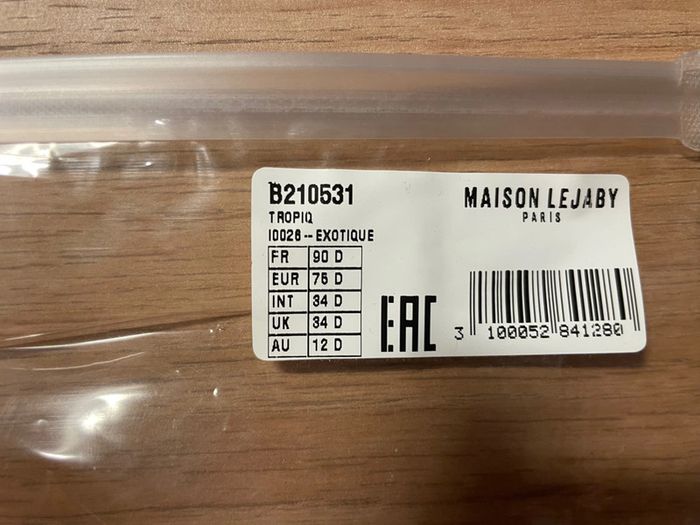 B210531
TROPIQ
I0026--EXOTIQUE
FR 90 D
EUR 75 D
INT 34 D
UK 34 D
AU 12 D
MAISON LEJABY
PARIS
EAC
3 100052 841280